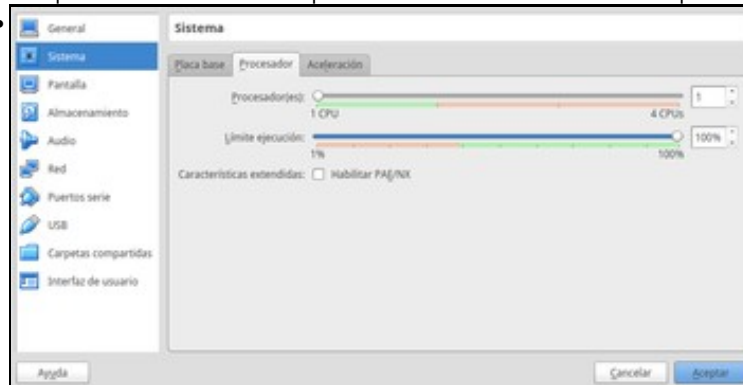 General
Sistema
Pantalla
Almacenamiento
Audio
Red
Puertos serie
USB
Carpetas compartidas
Interfaz de usuario
Sistema
Placa base Procesador Aceleración
Procesador(es): 1
1 CPU 4 CPUs
Límite ejecución: 100%
1% 100%
Características extendidas: Habilitar PAE/NX
Ayuda Cancelar Aceptar